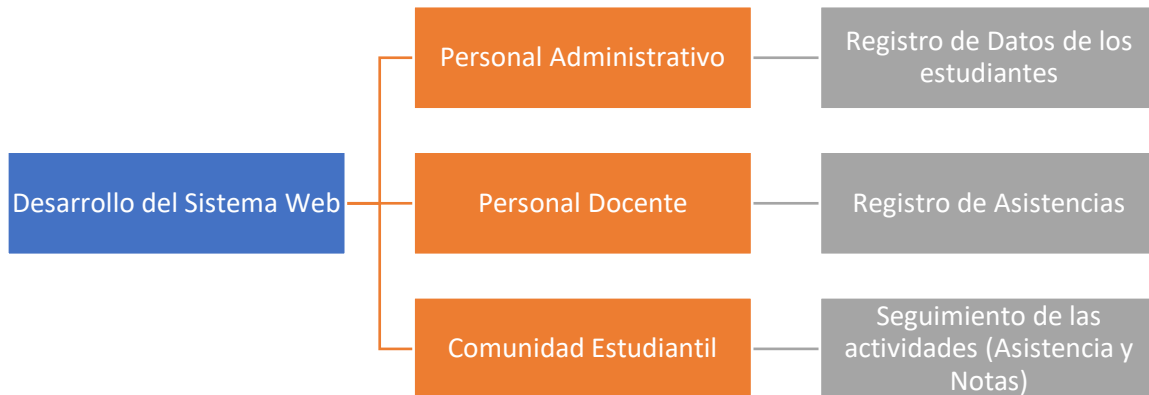 Personal Administrativo
Registro de Datos de los
estudiantes
Desarrollo del Sistema Web
Personal Docente
Registro de Asistencias
Comunidad Estudiantil
Seguimiento de las
actividades (Asistencia y
Notas)